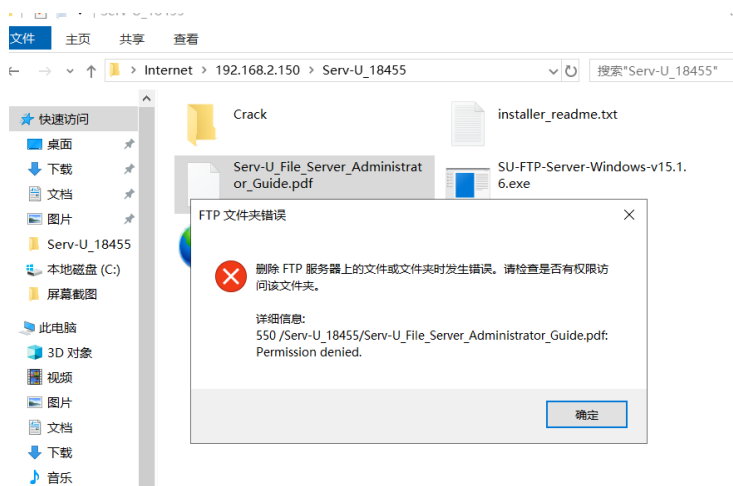 文件 主页 共享 查看
Internet > 192.168.2.150 > Serv-U_18455
搜索"Serv-U_18455"
快速访问
桌面
下载
文档
图片
Serv-U_18455
本地磁盘 (C:)
屏幕截图
此电脑
3D 对象
视频
图片
文档
下载
音乐
Crack
installer_readme.txt
Serv-U_File_Server_Administrat
or_Guide.pdf
SU-FTP-Server-Windows-v15.1.
6.exe
FTP 文件夹错误
删除 FTP 服务器上的文件或文件夹时发生错误。请检查是否有权限访
问该文件夹。
详细信息:
550 /Serv-U_18455/Serv-U_File_Server_Administrator_Guide.pdf:
Permission denied.
确定